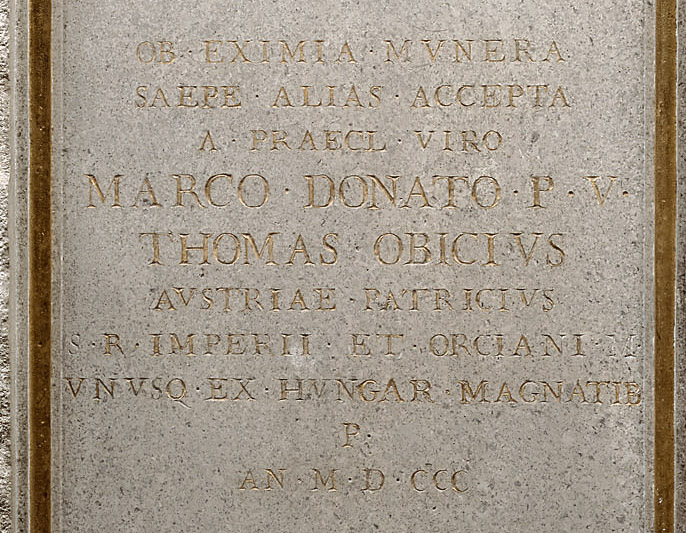 OB · EXIMIA · MVNERA
SAEPE · ALIAS · ACCEPTA
A · PRAECL · VIRO
MARCO · DONATO · P · V ·
THOMAS · OBICIVS
AVSTRIAE · PATRICIVS
S · R · IMPERII · ET · ORCIANI · M
VNVSQ · EX · HVNGAR · MAGNATIB
P ·
AN · M · D · CCC